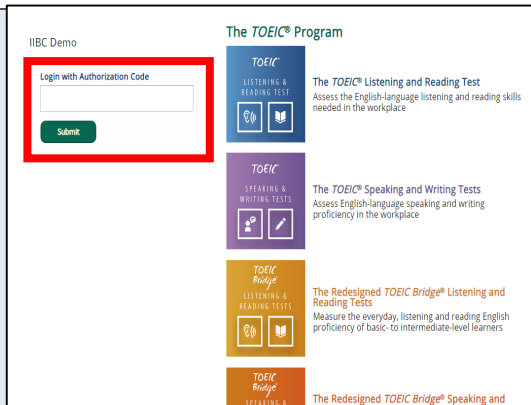 IIBC Demo
Login with Authorization Code
Submit
The TOEIC® Program
TOEIC®
LISTENING &
READING TEST
The TOEIC® Listening and Reading Test
Assess the English-language listening and reading skills
needed in the workplace
TOEIC®
SPEAKING &
WRITING TESTS
The TOEIC® Speaking and Writing Tests
Assess English-language speaking and writing
proficiency in the workplace
TOEIC
Bridge®
LISTENING &
READING TESTS
The Redesigned TOEIC Bridge® Listening and
Reading Tests
Measure the everyday, listening and reading English
proficiency of basic- to intermediate-level learners
TOEIC
Bridge®
SPEAKING &
The Redesigned TOEIC Bridge® Speaking and